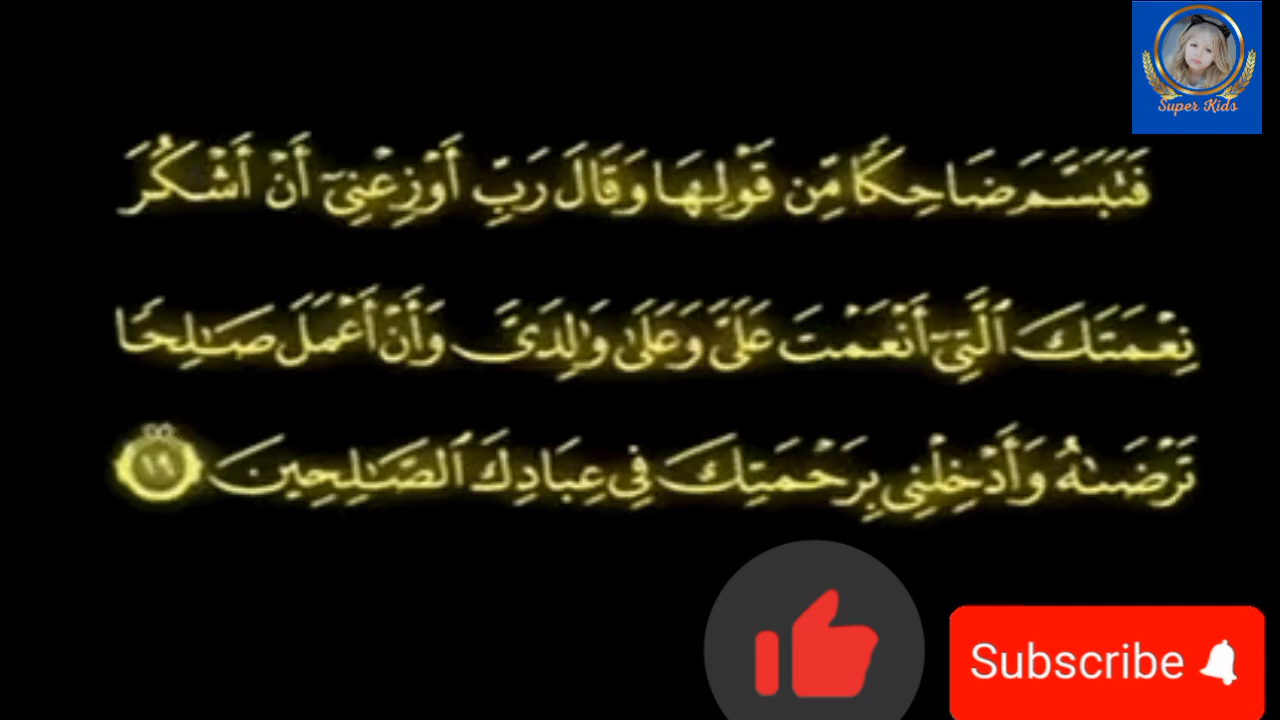 Super Kids
فَتَبَسَّمَ ضَاحِكًا مِّن قَوْلِهَا وَقَالَ رَبِّ أَوْزِعْنِىٓ أَنْ أَشْكُرَ
نِعْمَتَكَ ٱلَّتِىٓ أَنْعَمْتَ عَلَىَّ وَعَلَىٰ وَٰلِدَىَّ وَأَنْ أَعْمَلَ صَـٰلِحًا
تَرْضَىٰهُ وَأَدْخِلْنِى بِرَحْمَتِكَ فِى عِبَادِكَ ٱلصَّـٰلِحِينَ ١٩
Subscribe